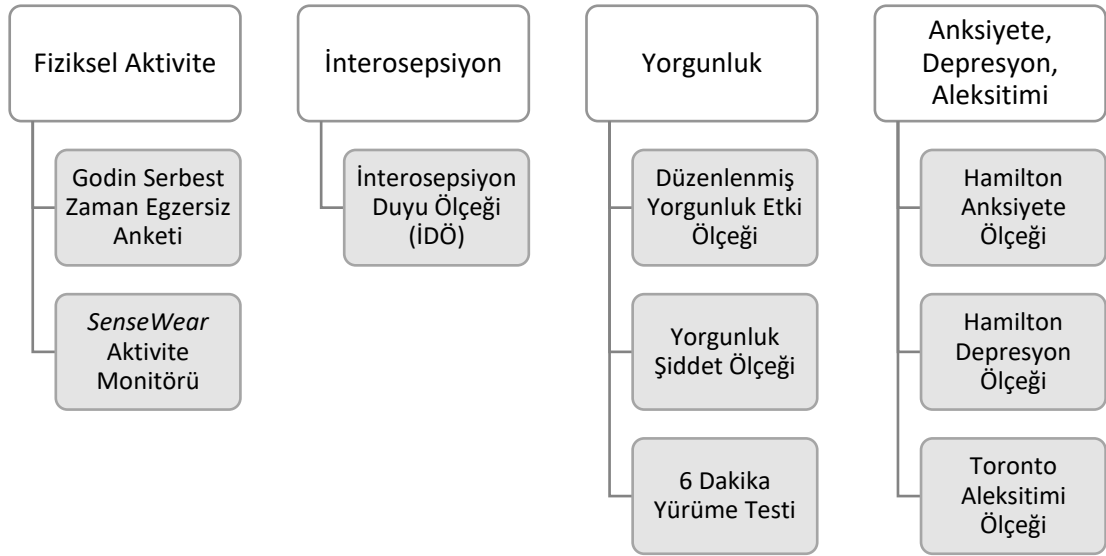 Fiziksel Aktivite
Godin Serbest
Zaman Egzersiz
Anketi
SenseWear
Aktivite
Monitörü
İnterosepsiyon
İnterosepsiyon
Duyu Ölçeği
(İDÖ)
Yorgunluk
Düzenlenmiş
Yorgunluk Etki
Ölçeği
Yorgunluk
Şiddet Ölçeği
6 Dakika
Yürüme Testi
Anksiyete,
Depresyon,
Aleksitimi
Hamilton
Anksiyete
Ölçeği
Hamilton
Depresyon
Ölçeği
Toronto
Aleksitimi
Ölçeği